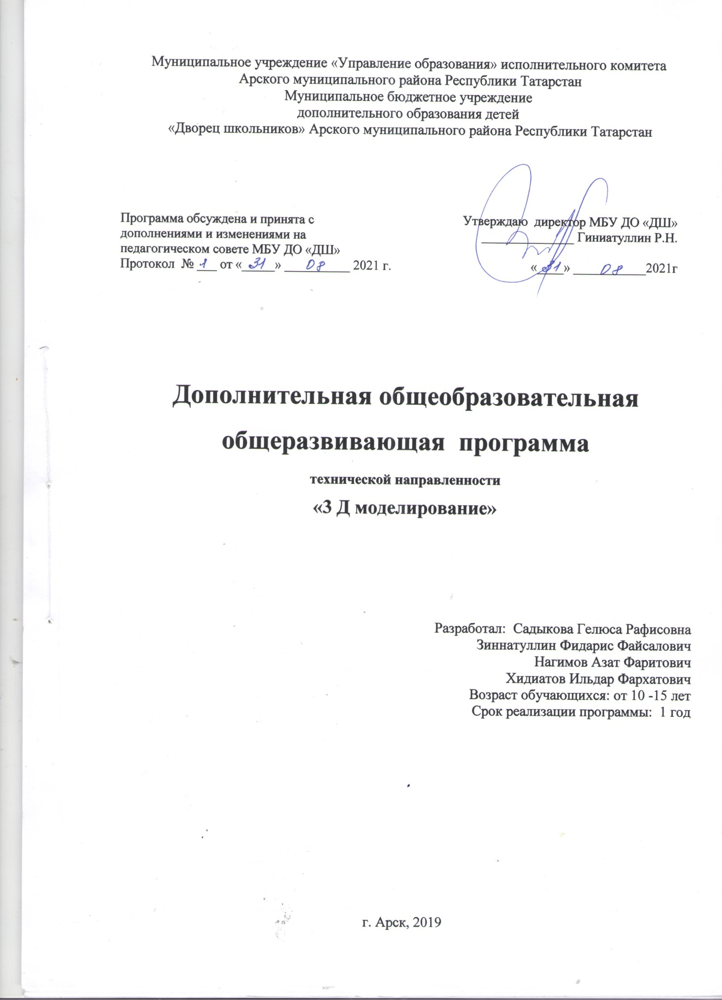 Муниципальное учреждение «Управление образования» исполнительного комитета
Арского муниципального района Республики Татарстан
Муниципальное бюджетное учреждение
дополнительного образования детей
«Дворец школьников» Арского муниципального района Республики Татарстан
Программа обсуждена и принята с
дополнениями и изменениями на
педагогическом совете МБУ ДО «ДШ»
Протокол № 1 от «31» 08 2021 г.
Утверждаю директор МБУ ДО «ДШ»
Гиниатуллин Р.Н.
«31» 08 2021г
Дополнительная общеобразовательная
общеразвивающая программа
технической направленности
«3 Д моделирование»
Разработал: Садыкова Гелюса Рафисовна
Зиннатуллин Фидарис Файсалович
Нагимов Азат Фаритович
Хидиатов Ильдар Фархатович
Возраст обучающихся: от 10 -15 лет
Срок реализации программы: 1 год
г. Арск, 2019